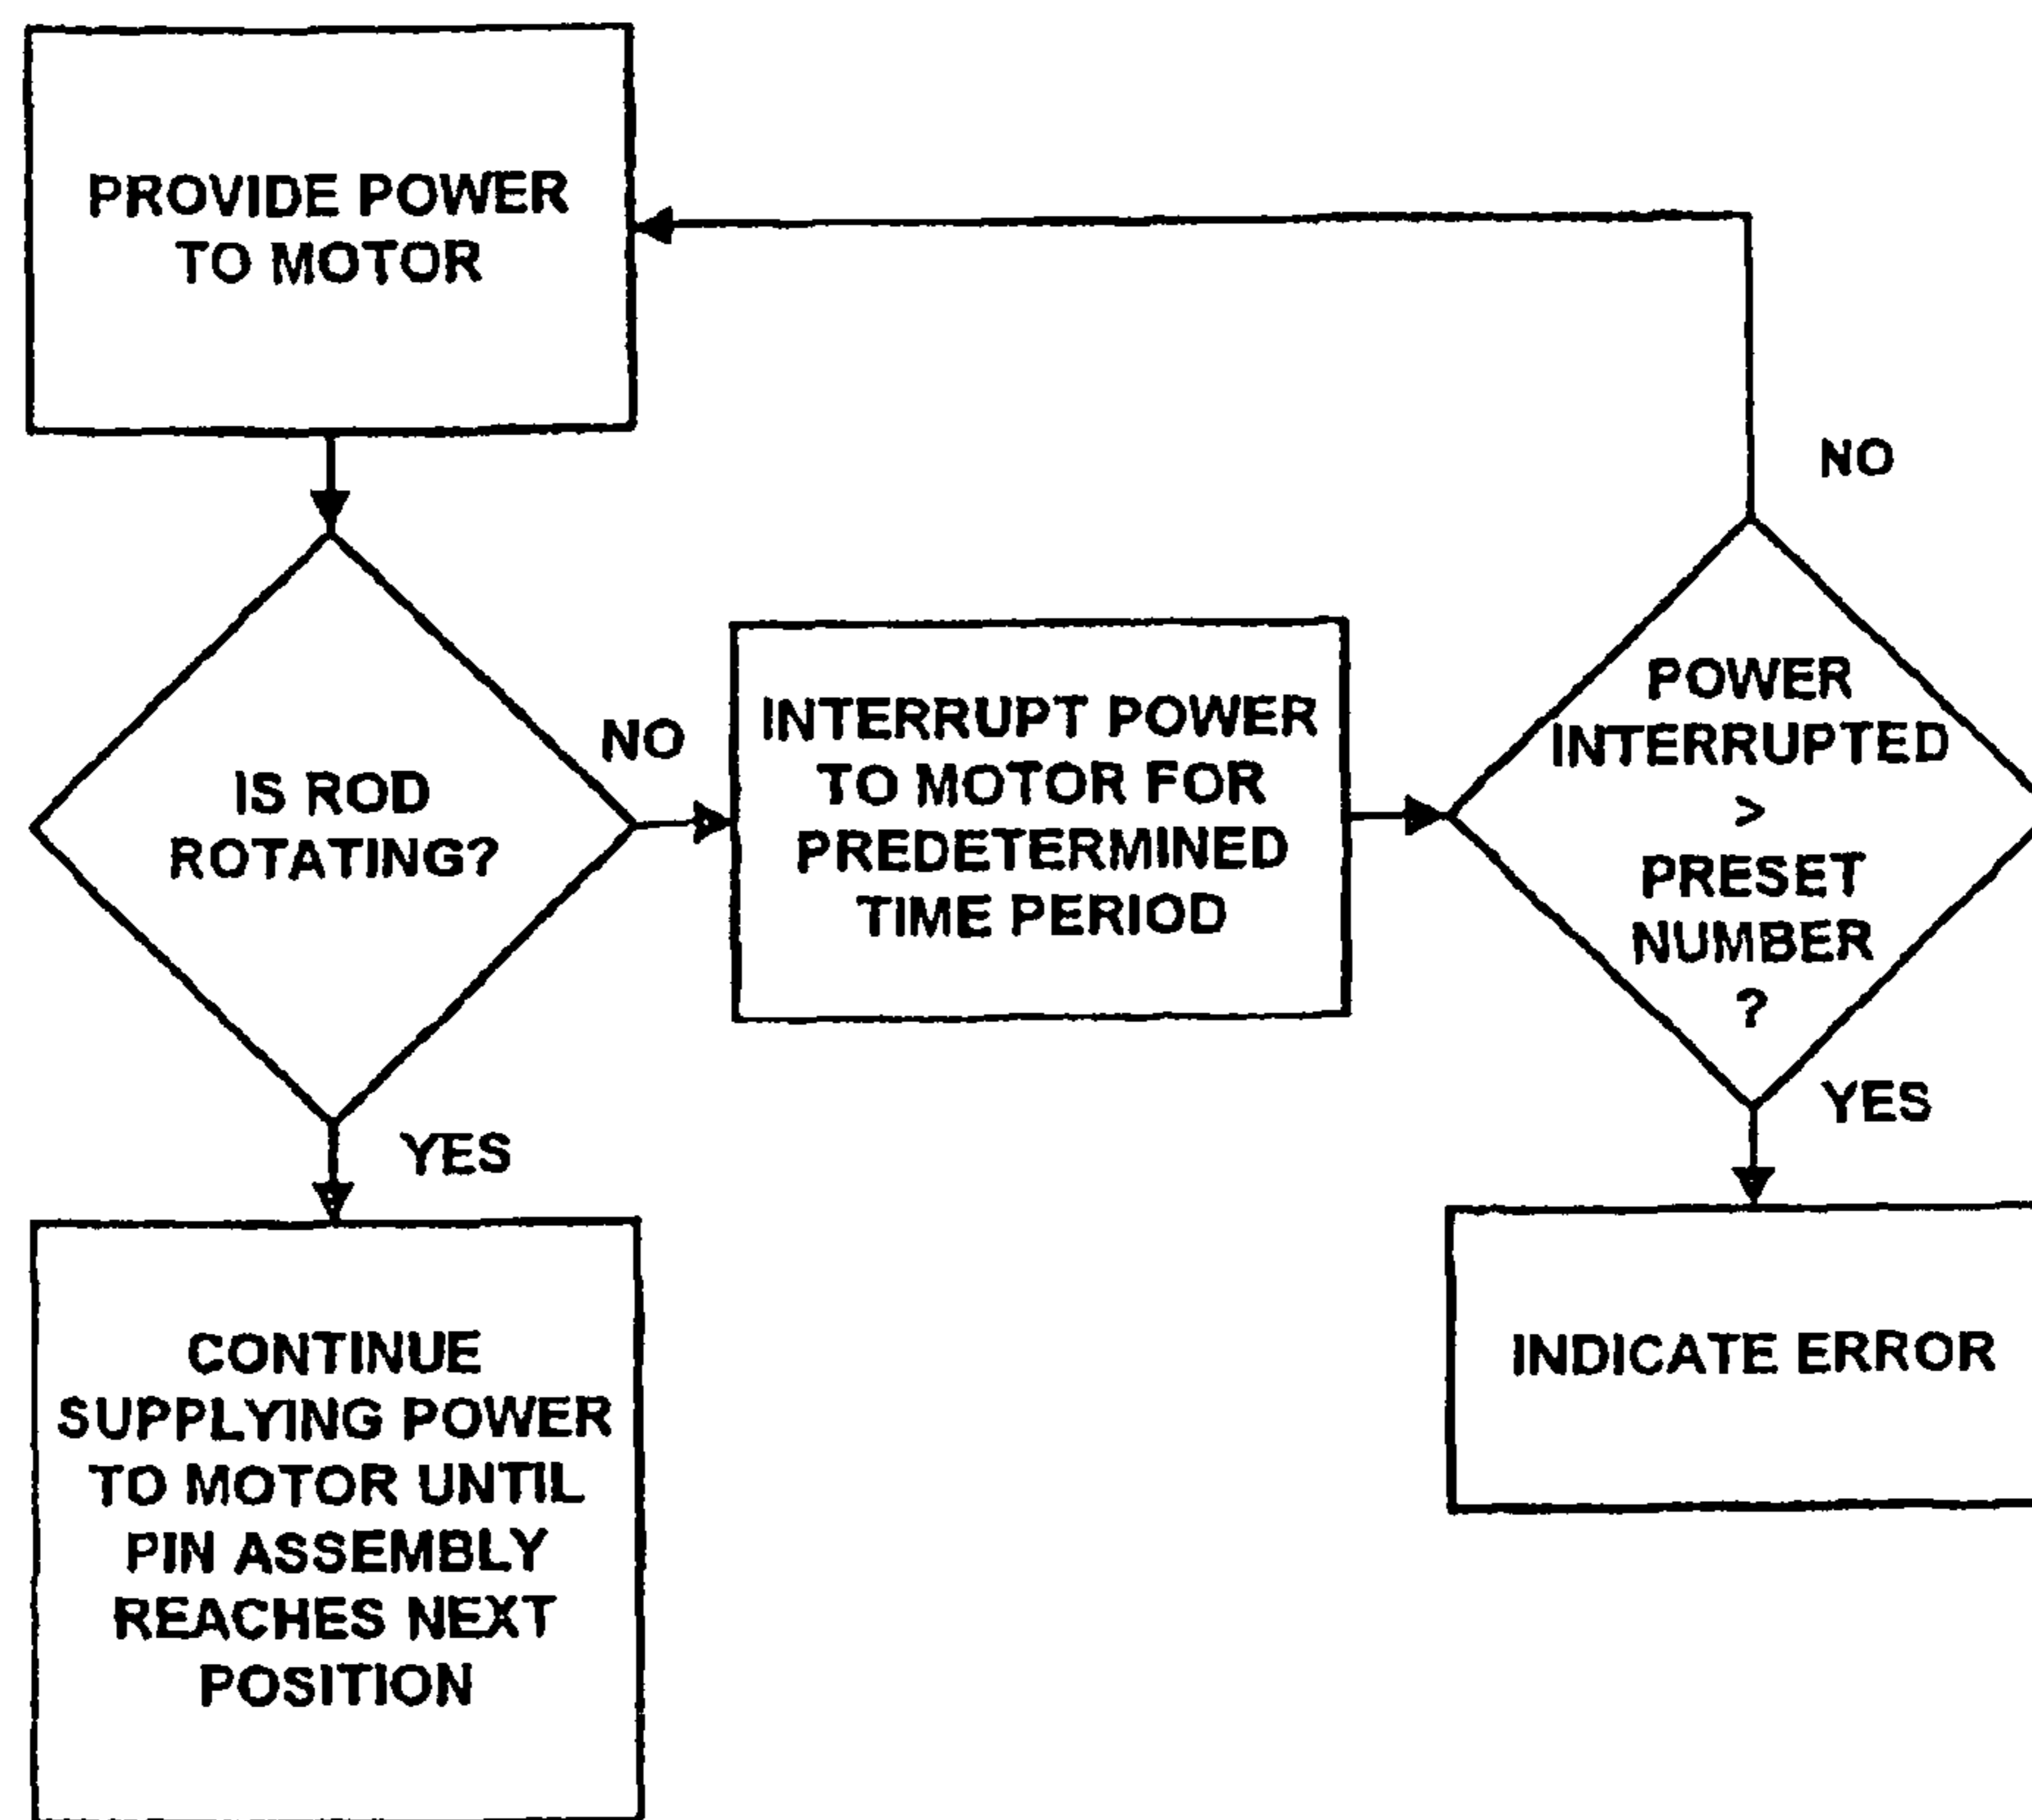 PROVIDE POWER
TO MOTOR
NO
IS ROD
ROTATING?
NO
INTERRUPT POWER
TO MOTOR FOR
PREDETERMINED
TIME PERIOD
POWER
INTERRUPTED
>
PRESET
NUMBER
?
YES
YES
CONTINUE
SUPPLYING POWER
TO MOTOR UNTIL
PIN ASSEMBLY
REACHES NEXT
POSITION
INDICATE ERROR